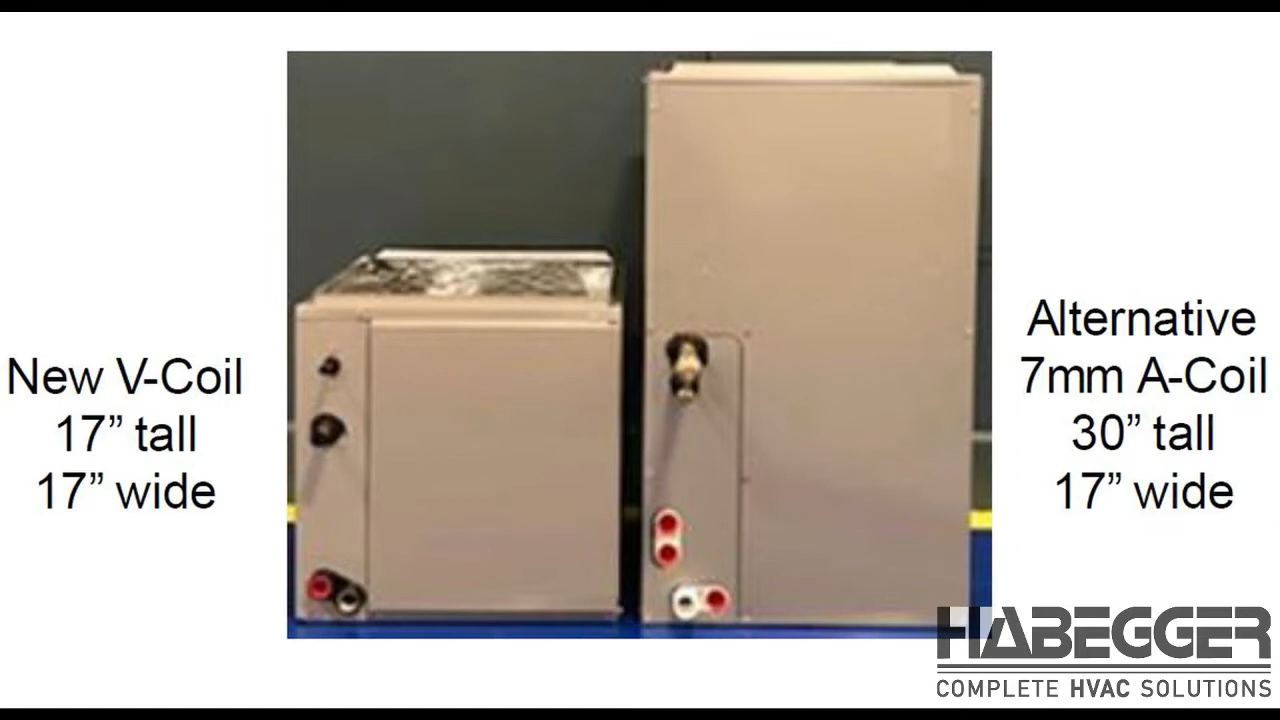 New V-Coil
17” tall
17” wide
Alternative
7mm A-Coil
30” tall
17” wide
HABEGGER
COMPLETE HVAC SOLUTIONS